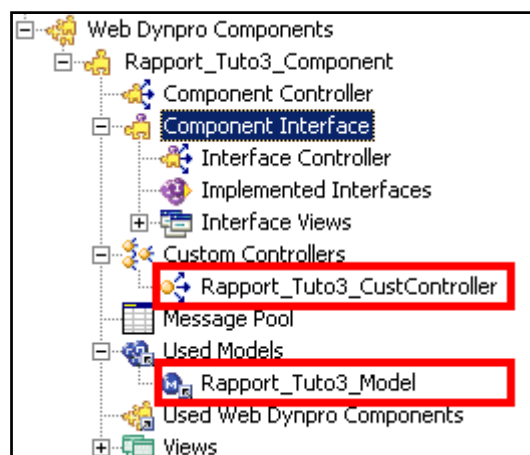 Web Dynpro Components
Rapport_Tuto3_Component
Component Controller
Component Interface
Interface Controller
Implemented Interfaces
Interface Views
Custom Controllers
Rapport_Tuto3_CustController
Message Pool
Used Models
Rapport_Tuto3_Model
Used Web Dynpro Components
Views